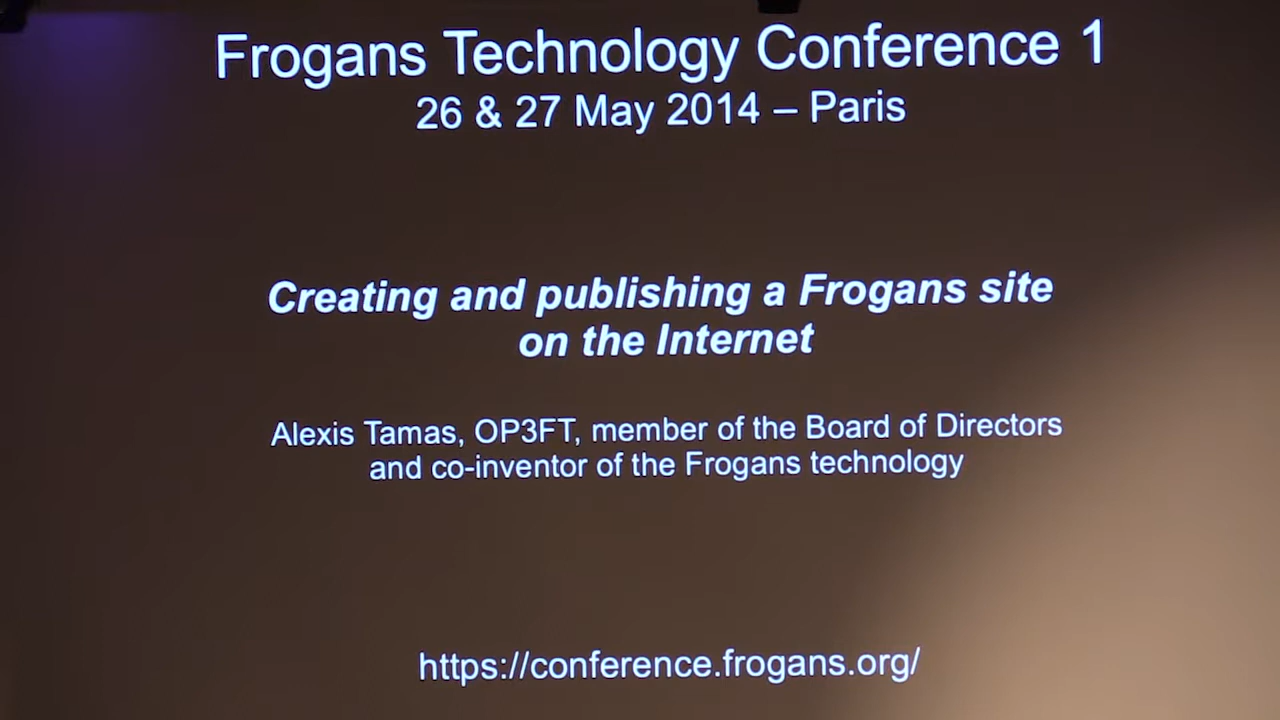 Frogans Technology Conference 1
26 & 27 May 2014 – Paris
Creating and publishing a Frogans site
on the Internet
Alexis Tamas, OP3FT, member of the Board of Directors
and co-inventor of the Frogans technology
https://conference.frogans.org/